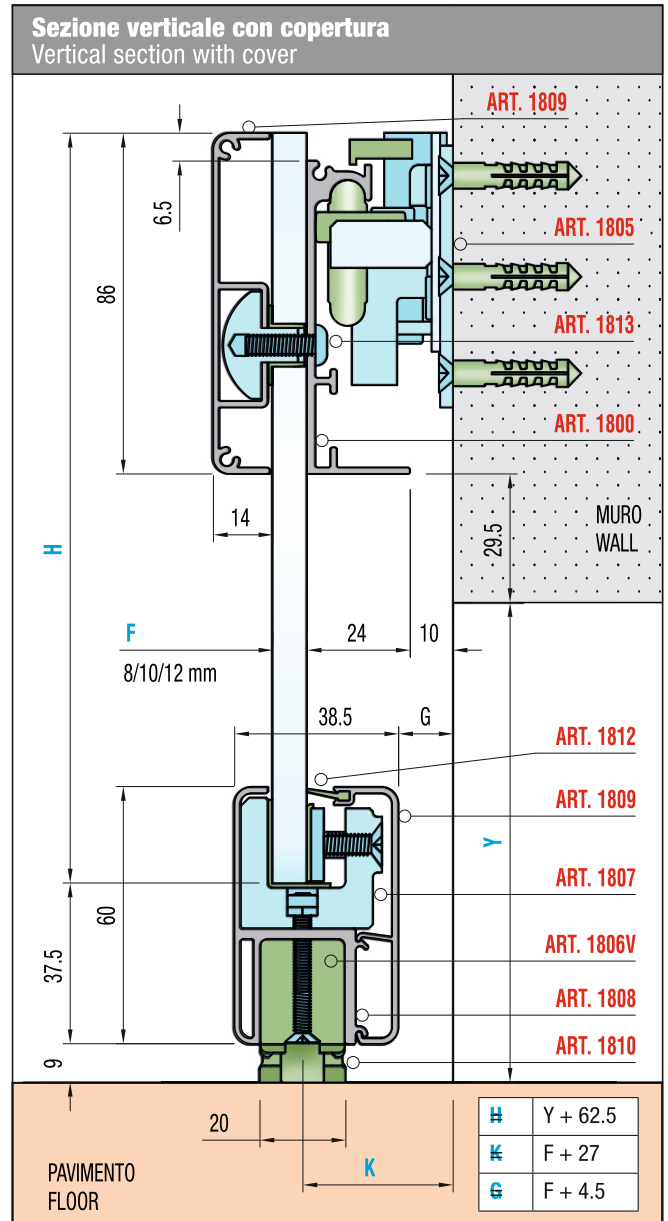 Sezione verticale con copertura
Vertical section with cover
ART. 1809
6.5
ART. 1805
86
ART. 1813
ART. 1800
14
29.5
MURO
WALL
H
F
24
10
8/10/12 mm
38.5
G
ART. 1812
ART. 1809
Y
ART. 1807
60
37.5
ART. 1806V
ART. 1808
ART. 1810
9
20
K
PAVIMENTO
FLOOR
H = Y + 62.5
K = F + 27
G = F + 4.5